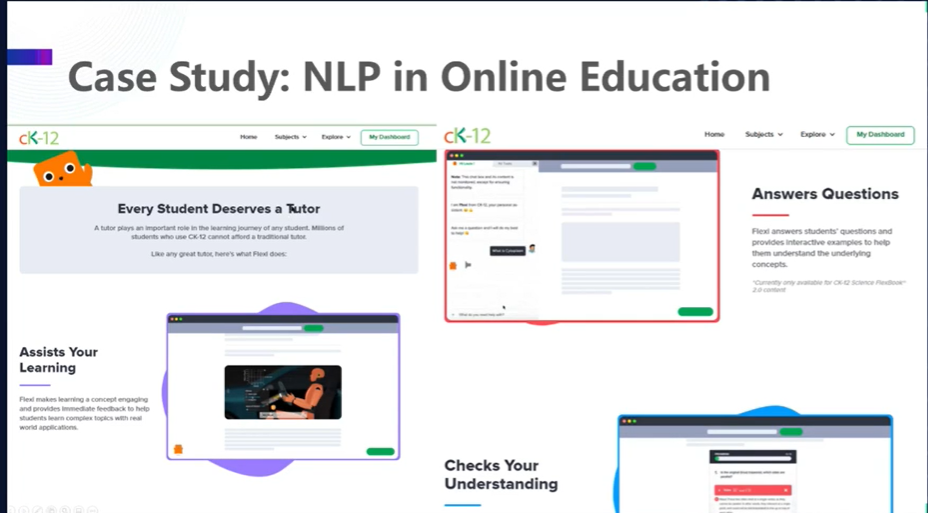 Case Study: NLP in Online Education
cK-12
Home
Subjects
Explore
My Dashboard
Every Student Deserves a Tutor
A tutor plays an important role in the learning journey of any student. Millions of
students who use CK-12 cannot afford a traditional tutor.
Like any great tutor, here's what Flexi does:
Assists Your
Learning
Flexi makes learning a concept engaging
and provides immediate feedback to help
students learn complex topics with real
world applications.
cK-12
Home
Subjects
Explore
My Dashboard
What do you need help with?
Answers Questions
Flexi answers students' questions and
provides interactive examples to help
them understand the underlying
concepts.
*Currently only available for CK-12 Science FlexBook®
2.0 content
Checks Your
Understanding